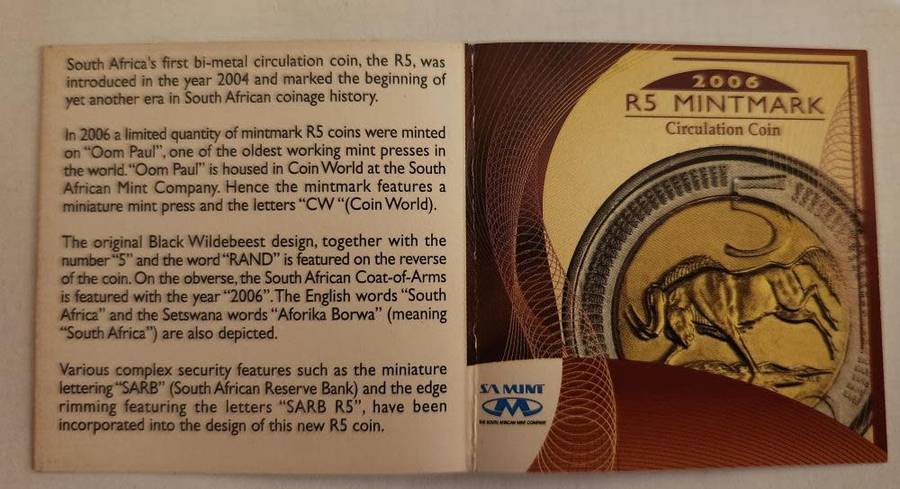 South Africa's first bi-metal circulation coin, the R5, was
introduced in the year 2004 and marked the beginning of
yet another era in South African coinage history.
In 2006 a limited quantity of mintmark R5 coins were minted
on "Oom Paul", one of the oldest working mint presses in
the world. "Oom Paul" is housed in Coin World at the South
African Mint Company. Hence the mintmark features a
miniature mint press and the letters "CW "(Coin World).
The original Black Wildebeest design, together with the
number "5" and the word "RAND" is featured on the reverse
of the coin. On the obverse, the South African Coat-of-Arms
is featured with the year "2006". The English words "South
Africa" and the Setswana words "Aforika Borwa" (meaning
"South Africa") are also depicted.
Various complex security features such as the miniature
lettering "SARB" (South African Reserve Bank) and the edge
rimming featuring the letters "SARB R5", have been
incorporated into the design of this new R5 coin.
2006
R5 MINTMARK
Circulation Coin
SA MINT
THE SOUTH AFRICAN MINT COMPANY